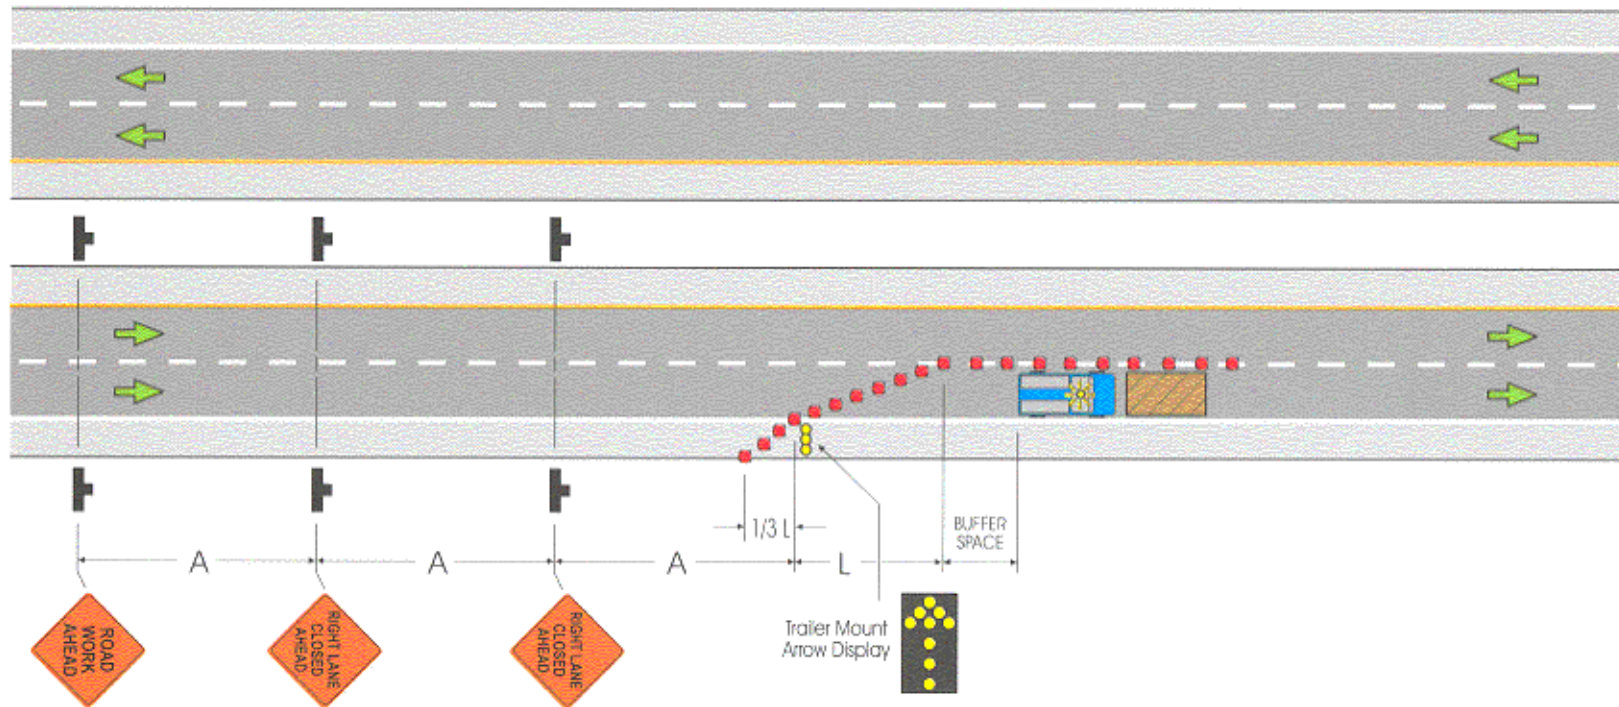 1/3 L
BUFFER
SPACE
A
A
A
L
ROAD
WORK
AHEAD
RIGHT LANE
CLOSED
AHEAD
RIGHT LANE
CLOSED
AHEAD
Trailer Mount
Arrow Display